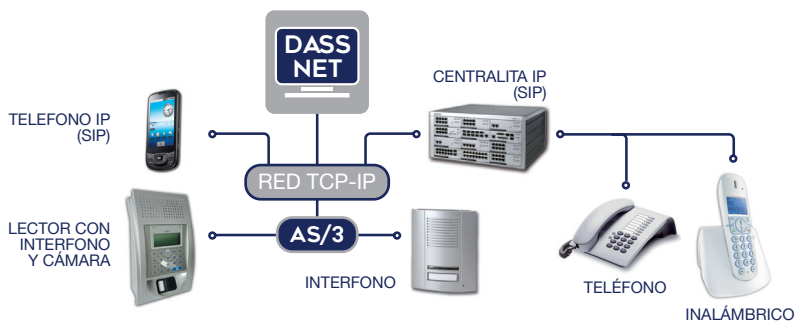 DASS
NET
CENTRALITA IP
(SIP)
TELEFONO IP
(SIP)
RED TCP-IP
LECTOR CON
INTERFONO
Y CÁMARA
AS/3
INTERFONO
TELÉFONO
INALÁMBRICO